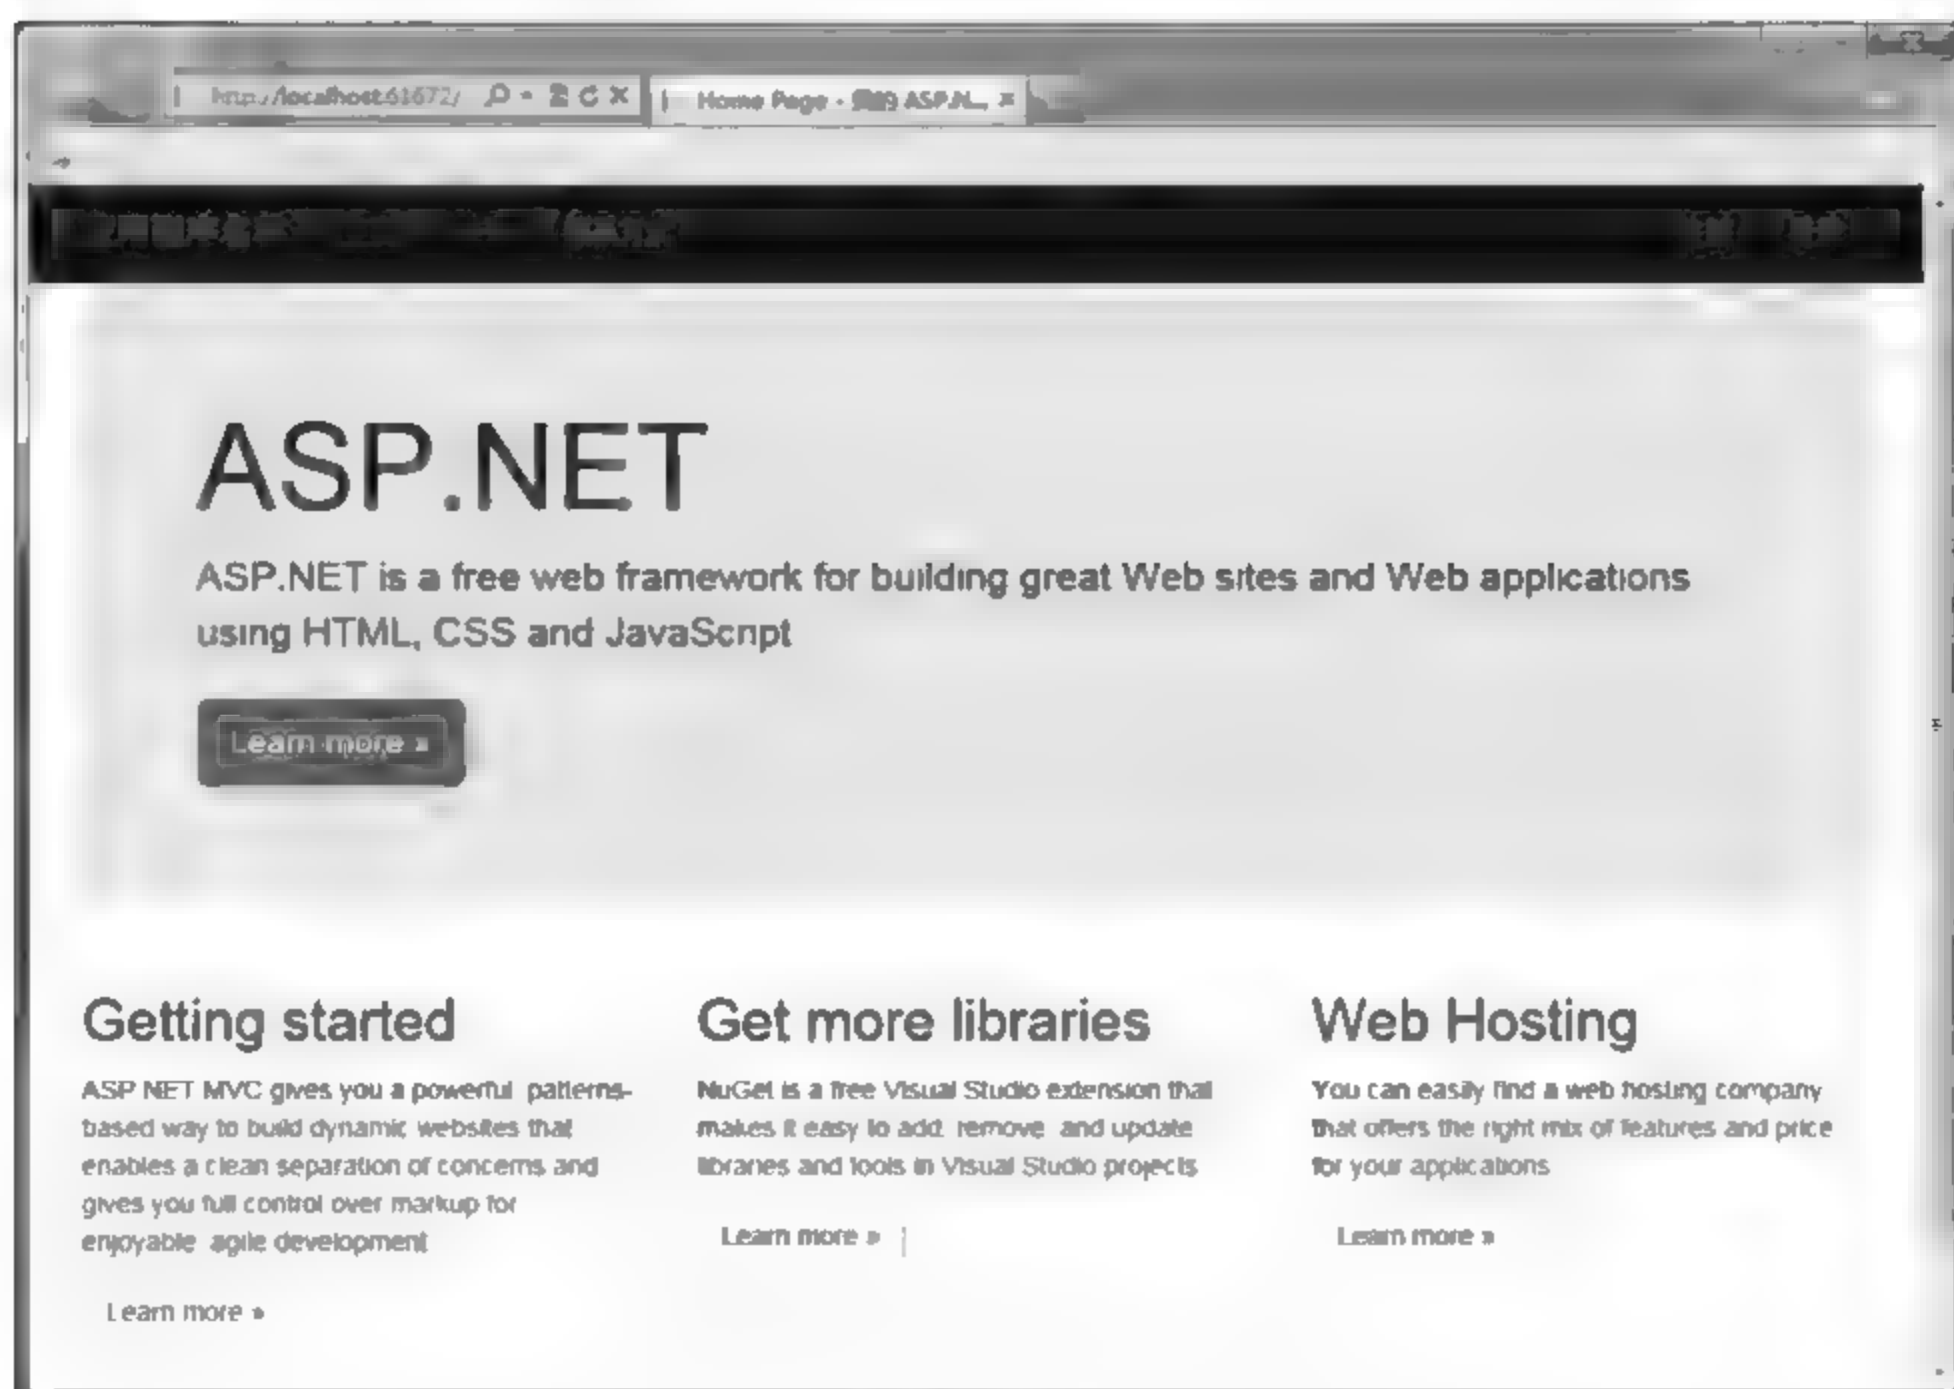 http://localhost:61672/
Home Page - ASP.N...
ASP.NET
ASP.NET is a free web framework for building great Web sites and Web applications
using HTML, CSS and JavaScript
Learn more »
Getting started
ASP NET MVC gives you a powerful patterns-
based way to build dynamic websites that
enables a clean separation of concerns and
gives you full control over markup for
enjoyable agile development
Learn more »
Get more libraries
NuGet is a free Visual Studio extension that
makes it easy to add remove and update
libraries and tools in Visual Studio projects
Learn more »
Web Hosting
You can easily find a web hosting company
that offers the right mix of features and price
for your applications
Learn more »